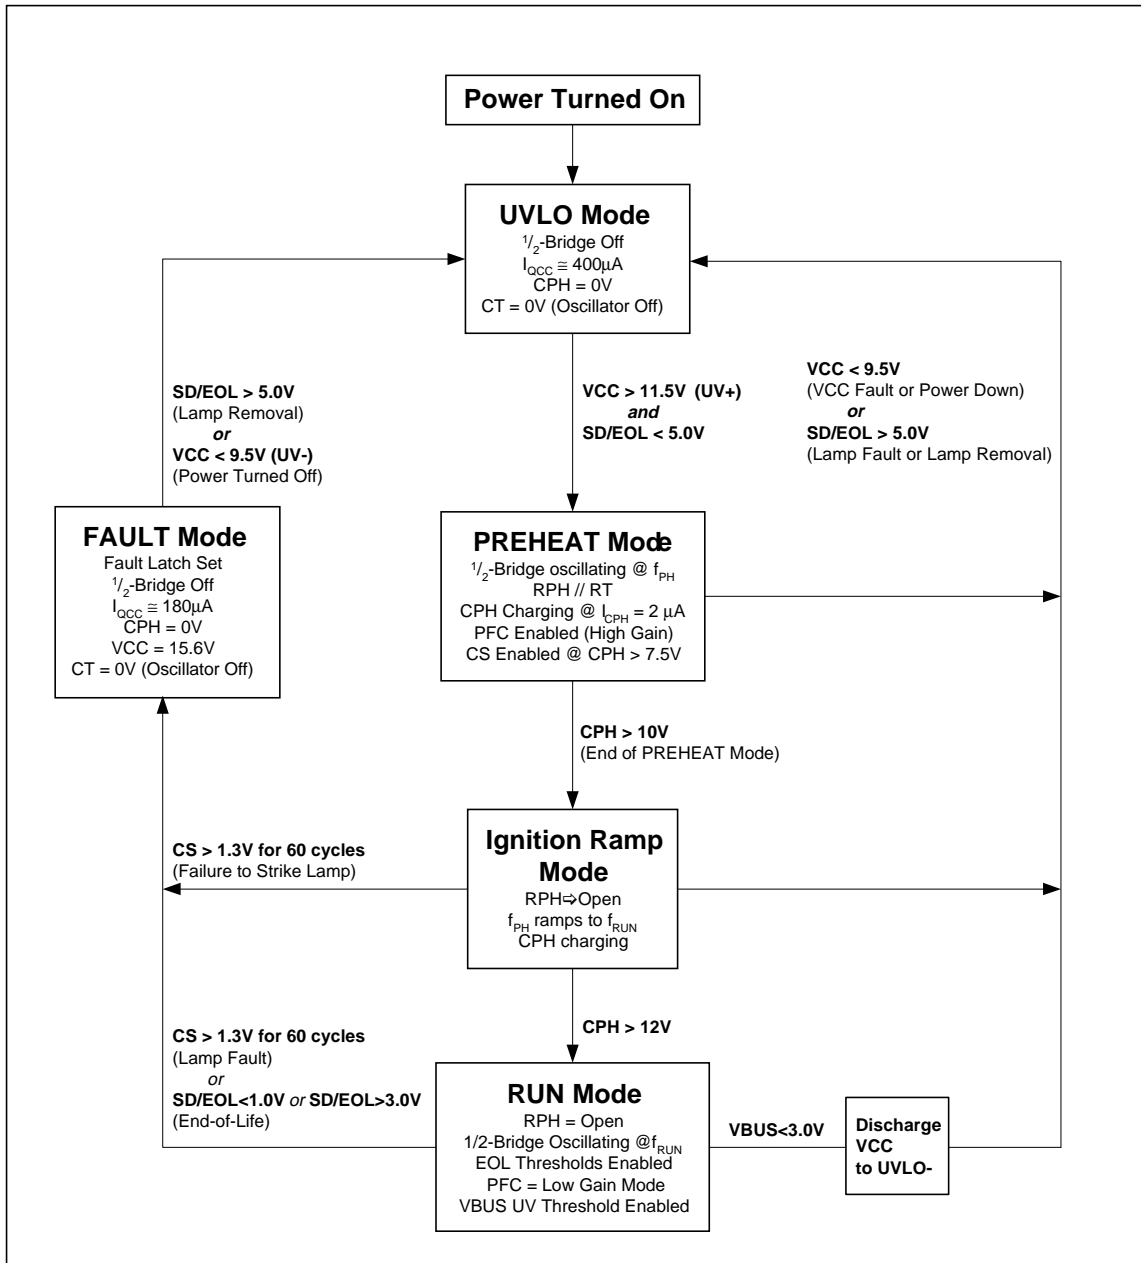 Power Turned On
UVLO Mode
1/2-Bridge Off
IQCC ≅ 400μA
CPH = 0V
CT = 0V (Oscillator Off)
SD/EOL > 5.0V
(Lamp Removal)
or
VCC < 9.5V (UV-)
(Power Turned Off)
VCC > 11.5V (UV+)
and
SD/EOL < 5.0V
VCC < 9.5V
(VCC Fault or Power Down)
or
SD/EOL > 5.0V
(Lamp Fault or Lamp Removal)
FAULT Mode
Fault Latch Set
1/2-Bridge Off
IQCC ≅ 180μA
CPH = 0V
VCC = 15.6V
CT = 0V (Oscillator Off)
PREHEAT Mode
1/2-Bridge oscillating @ fPH
RPH // RT
CPH Charging @ ICPH = 2 μA
PFC Enabled (High Gain)
CS Enabled @ CPH > 7.5V
CPH > 10V
(End of PREHEAT Mode)
Ignition Ramp
Mode
RPH⇨Open
fPH ramps to fRUN
CPH charging
CS > 1.3V for 60 cycles
(Failure to Strike Lamp)
CPH > 12V
CS > 1.3V for 60 cycles
(Lamp Fault)
or
SD/EOL<1.0V or SD/EOL>3.0V
(End-of-Life)
RUN Mode
RPH = Open
1/2-Bridge Oscillating @fRUN
EOL Thresholds Enabled
PFC = Low Gain Mode
VBUS UV Threshold Enabled
VBUS<3.0V
Discharge
VCC
to UVLO-